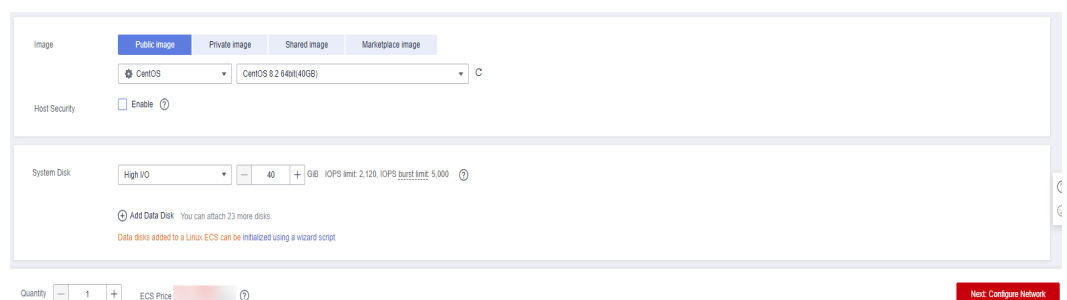 Image Public image Private image Shared image Marketplace image
CentOS CentOS 8.2 64bit(40GB)
Host Security Enable ?
System Disk High I/O − 40 + GiB IOPS limit: 2,120, IOPS burst limit: 5,000 ?
+ Add Data Disk You can attach 23 more disks.
Data disks added to a Linux ECS can be initialized using a wizard script
Quantity − 1 + ECS Price ? Next: Configure Network